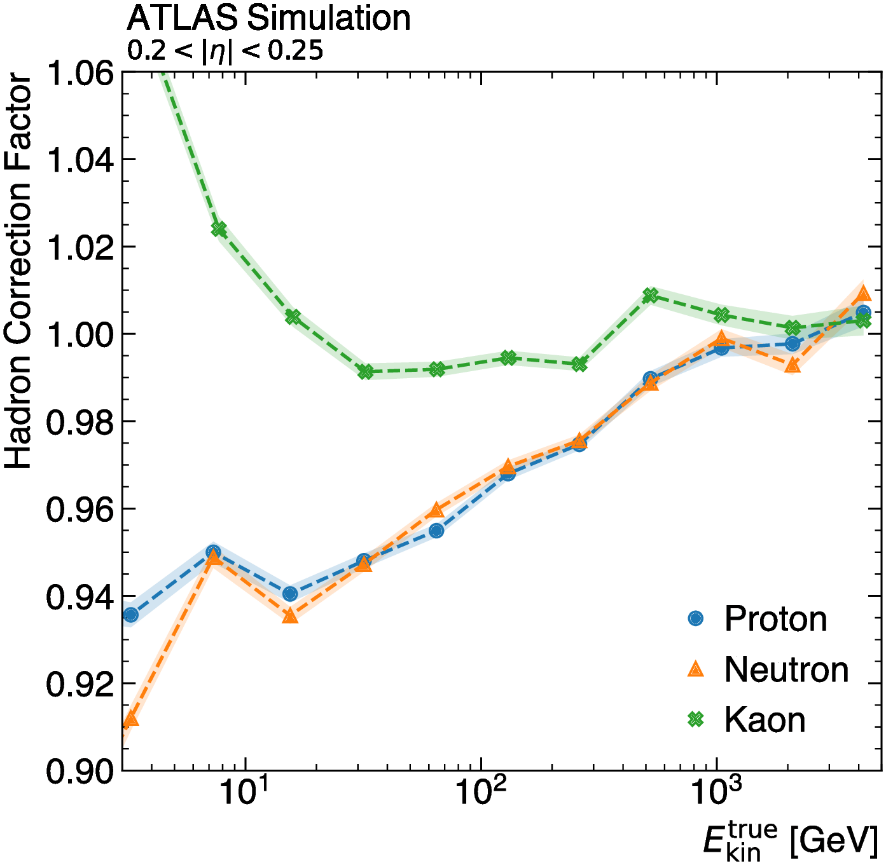 ATLAS Simulation
0.2 < |η| < 0.25
Hadron Correction Factor
1.06
1.04
1.02
1.00
0.98
0.96
0.94
0.92
0.90
Proton
Neutron
Kaon
10¹ 10² 10³
E_kin^true [GeV]